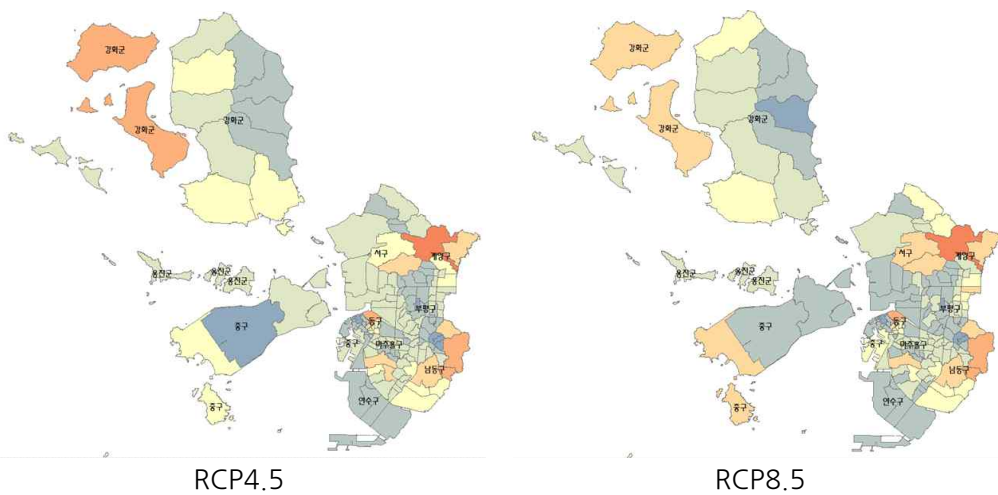 강화군
강화군
강화군
서구
계양구
옹진군
옹진군
옹진군
부평구
중구
동구
중구
미추홀구
남동구
연수구
중구
RCP4.5
강화군
강화군
강화군
서구
계양구
옹진군
옹진군
옹진군
부평구
중구
동구
중구
미추홀구
남동구
연수구
중구
RCP8.5